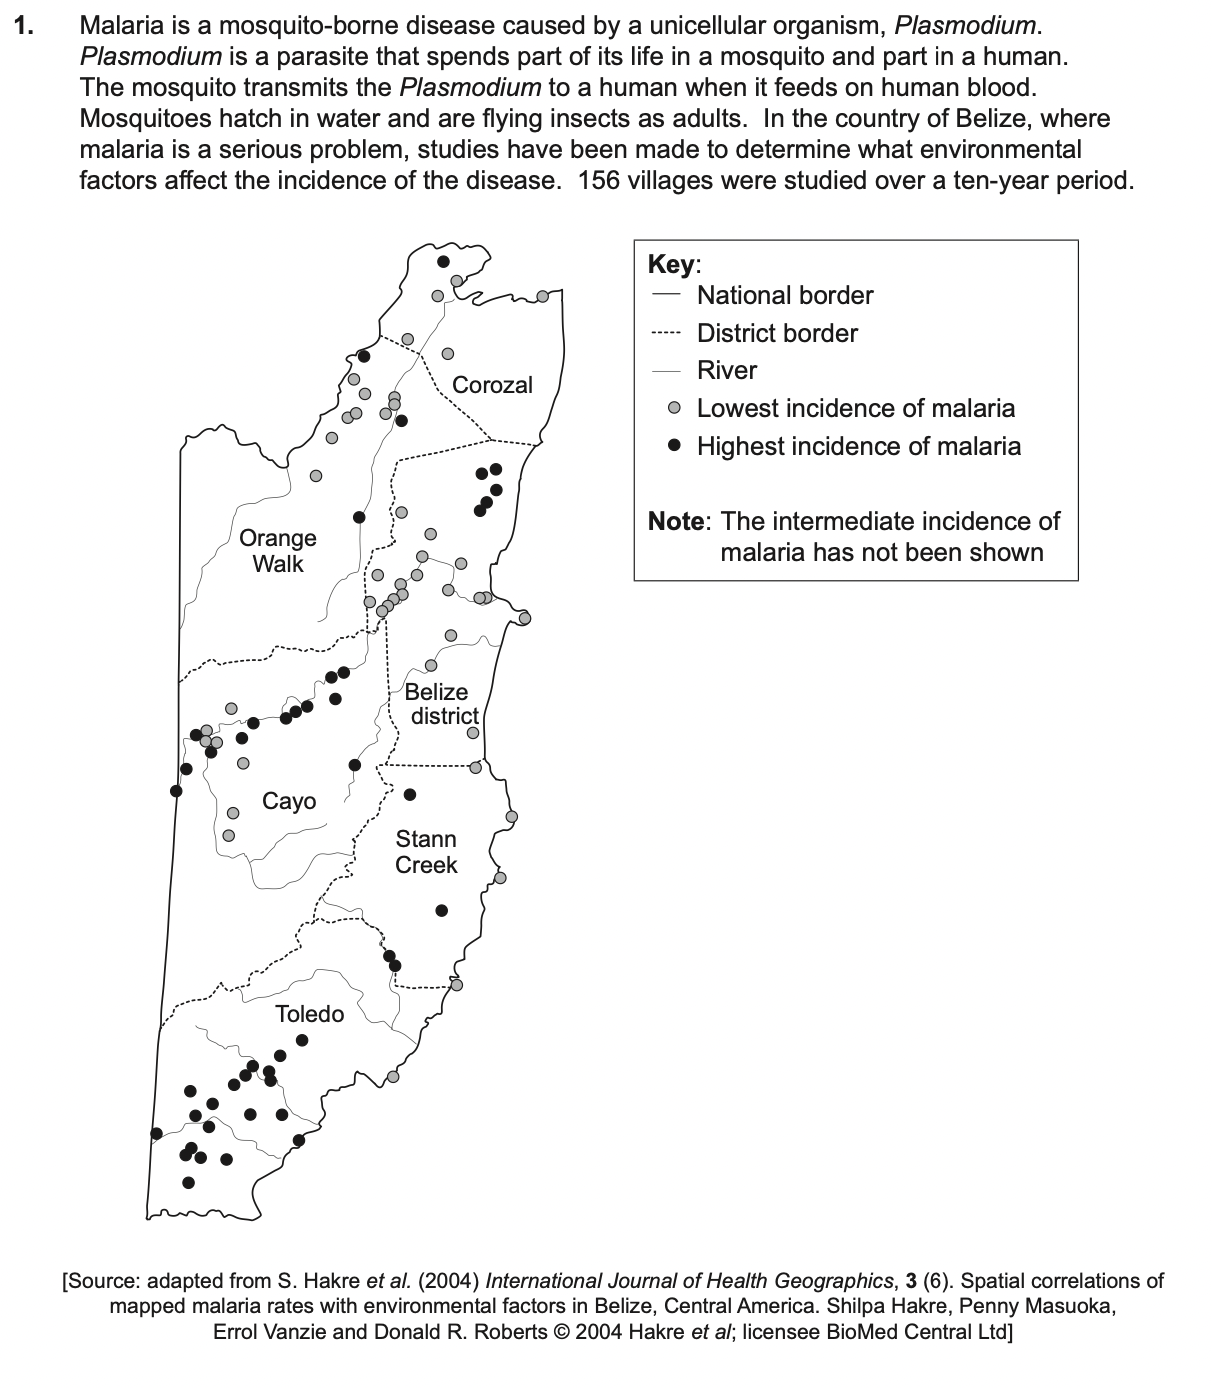 1. Malaria is a mosquito-borne disease caused by a unicellular organism, Plasmodium.
Plasmodium is a parasite that spends part of its life in a mosquito and part in a human.
The mosquito transmits the Plasmodium to a human when it feeds on human blood.
Mosquitoes hatch in water and are flying insects as adults. In the country of Belize, where
malaria is a serious problem, studies have been made to determine what environmental
factors affect the incidence of the disease. 156 villages were studied over a ten-year period.
Key:
National border
District border
River
Lowest incidence of malaria
Highest incidence of malaria
Note: The intermediate incidence of
malaria has not been shown
Corozal
Orange
Walk
Belize
district
Cayo
Stann
Creek
Toledo
[Source: adapted from S. Hakre et al. (2004) International Journal of Health Geographics, 3 (6). Spatial correlations of
mapped malaria rates with environmental factors in Belize, Central America. Shilpa Hakre, Penny Masuoka,
Errol Vanzie and Donald R. Roberts © 2004 Hakre et al; licensee BioMed Central Ltd]